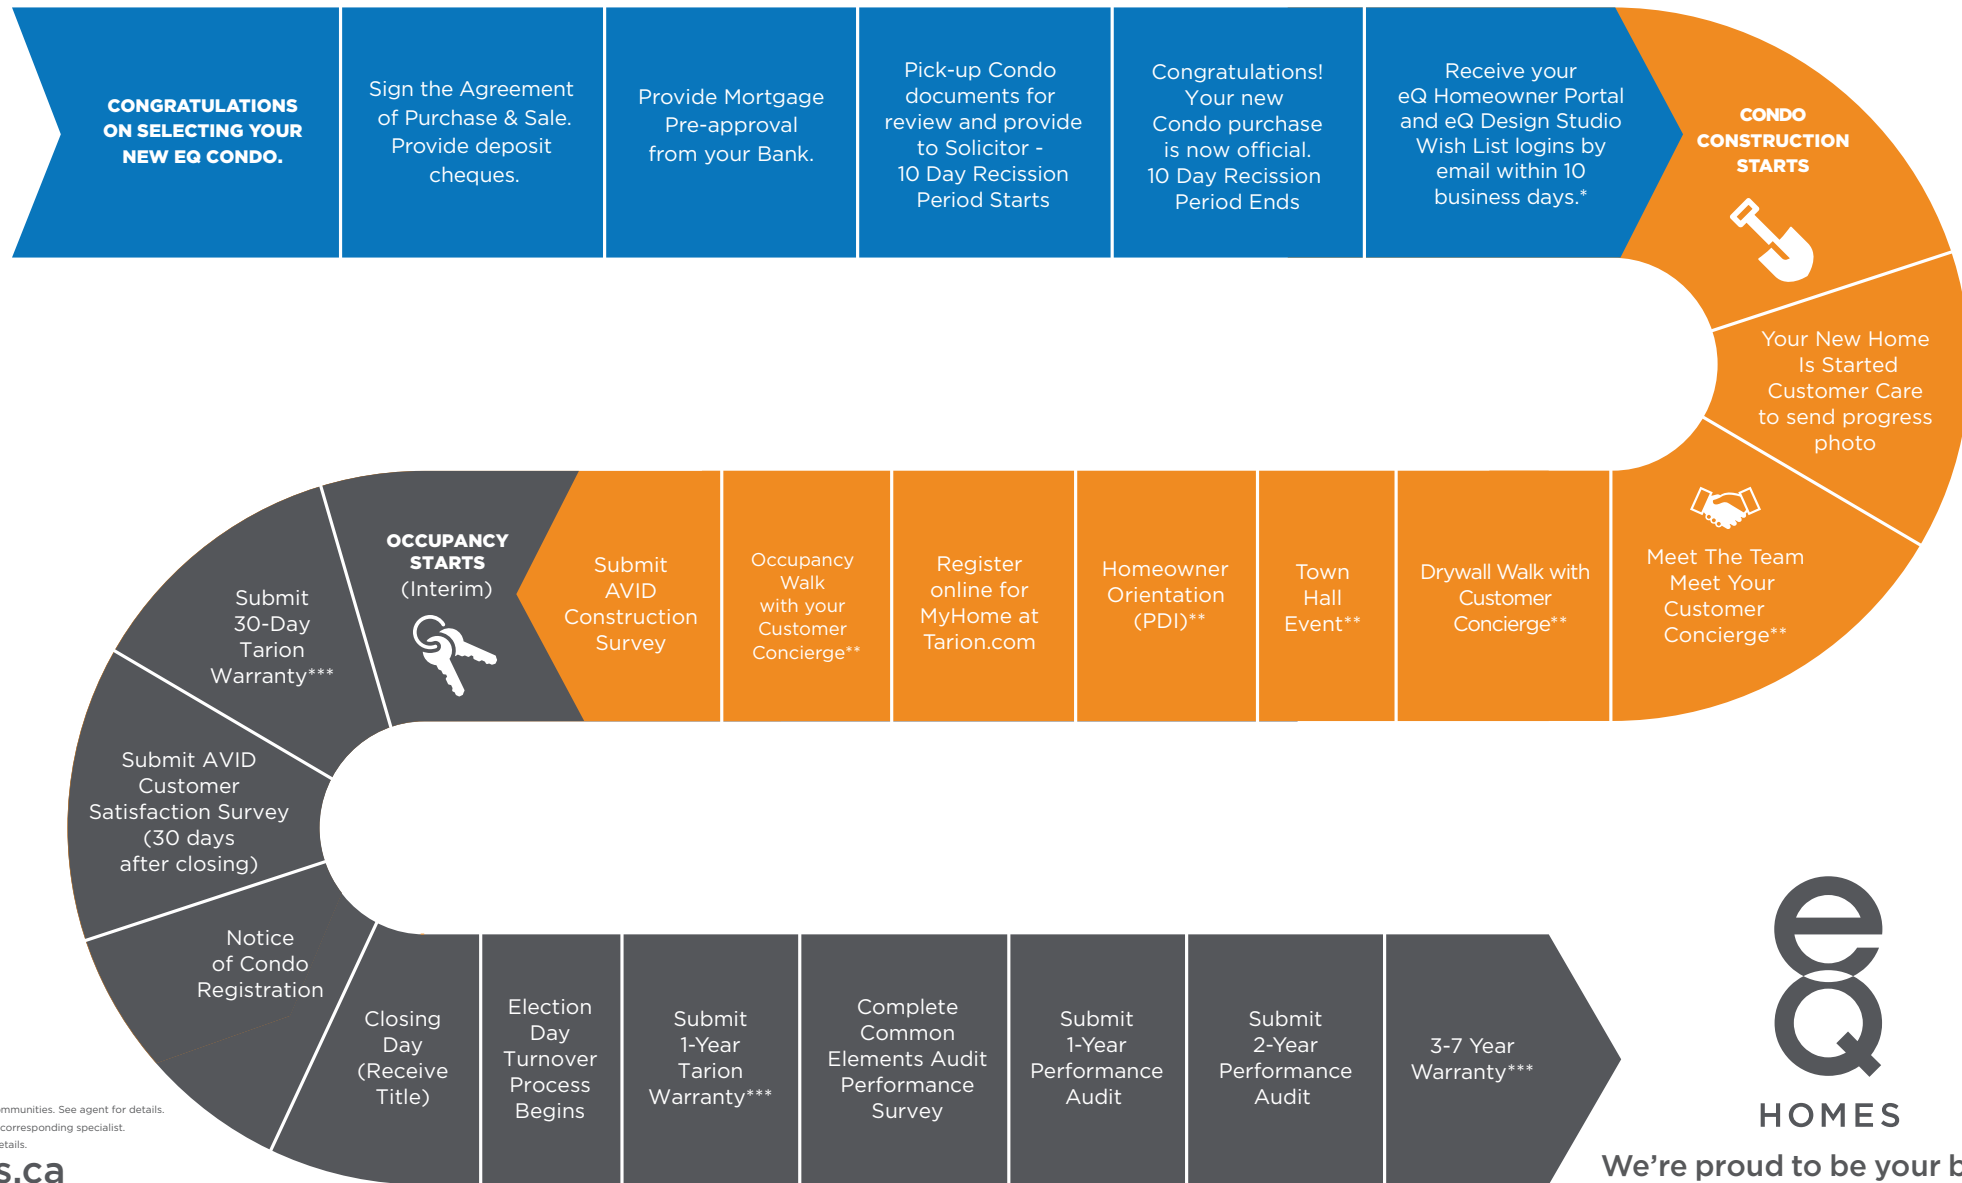 CONGRATULATIONS
ON SELECTING YOUR
NEW EQ CONDO.
Sign the Agreement
of Purchase & Sale.
Provide deposit
cheques.
Provide Mortgage
Pre-approval
from your Bank.
Pick-up Condo
documents for
review and provide
to Solicitor -
10 Day Recission
Period Starts
Congratulations!
Your new
Condo purchase
is now official.
10 Day Recission
Period Ends
Receive your
eQ Homeowner Portal
and eQ Design Studio
Wish List logins by
email within 10
business days.*
CONDO
CONSTRUCTION
STARTS
Your New Home
Is Started
Customer Care
to send progress
photo
Meet The Team
Meet Your
Customer
Concierge**
Drywall Walk with
Customer
Concierge**
Town
Hall
Event**
Homeowner
Orientation
(PDI)**
Register
online for
MyHome at
Tarion.com
Occupancy
Walk
with your
Customer
Concierge**
Submit
AVID
Construction
Survey
OCCUPANCY
STARTS
(Interim)
Submit
30-Day
Tarion
Warranty***
Submit AVID
Customer
Satisfaction Survey
(30 days
after closing)
Notice
of Condo
Registration
Closing
Day
(Receive
Title)
Election
Day
Turnover
Process
Begins
Submit
1-Year
Tarion
Warranty***
Complete
Common
Elements Audit
Performance
Survey
Submit
1-Year
Performance
Audit
Submit
2-Year
Performance
Audit
3-7 Year
Warranty***
See agent for details.
corresponding specialist.
eQ
HOMES
We're proud to be your